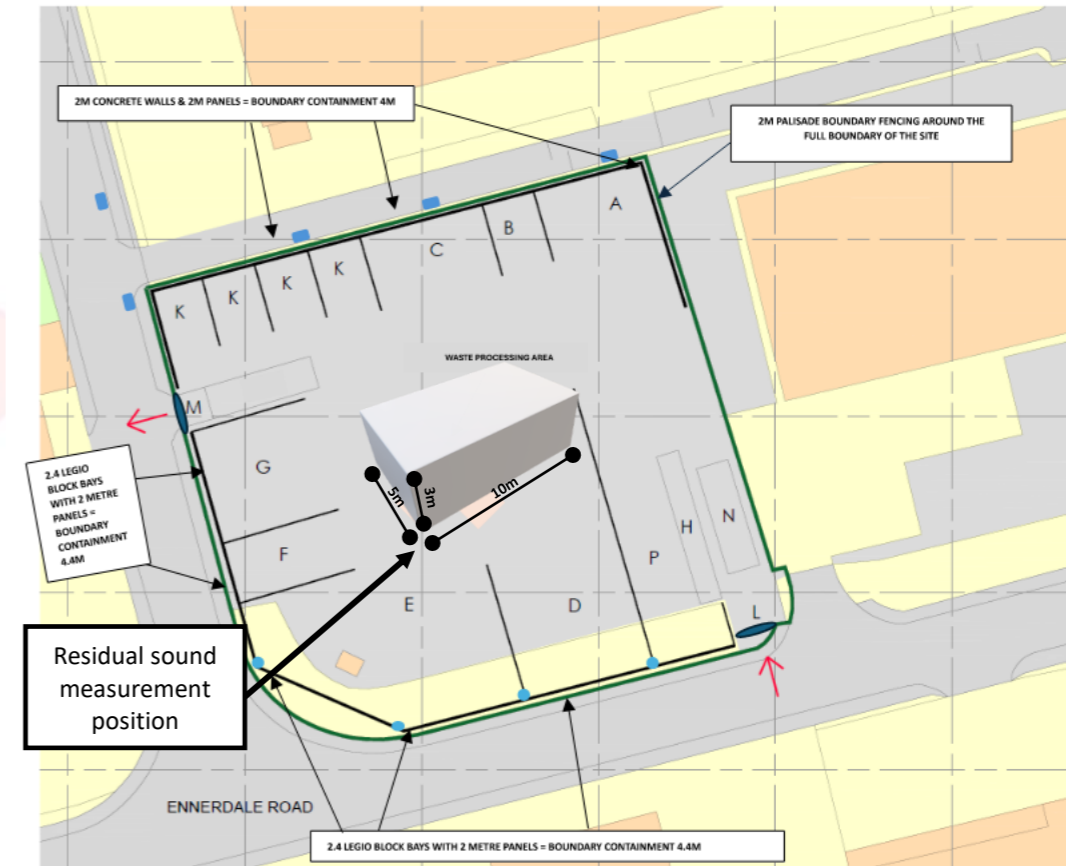 2M CONCRETE WALLS & 2M PANELS = BOUNDARY CONTAINMENT 4M
2M PALISADE BOUNDARY FENCING AROUND THE
FULL BOUNDARY OF THE SITE
A
B
C
K
K
K
K
WASTE PROCESSING AREA
M
G
5m
3m
10m
2.4 LEGIO
BLOCK BAYS
WITH 2 METRE
PANELS =
BOUNDARY
CONTAINMENT
4.4M
N
H
F
P
E
D
L
Residual sound
measurement
position
ENNERDALE ROAD
2.4 LEGIO BLOCK BAYS WITH 2 METRE PANELS = BOUNDARY CONTAINMENT 4.4M